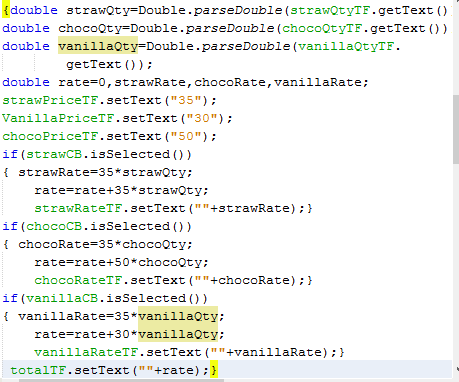 {double strawQty=Double.parseDouble(strawQtyTF.getText()
double chocoQty=Double.parseDouble(chocoQtyTF.getText())
double vanillaQty=Double.parseDouble(vanillaQtyTF.
getText());
double rate=0,strawRate,chocoRate,vanillaRate;
strawPriceTF.setText("35");
VanillaPriceTF.setText("30");
chocoPriceTF.setText("50");
if(strawCB.isSelected())
{ strawRate=35*strawQty;
rate=rate+35*strawQty;
strawRateTF.setText(""+strawRate);}
if(chocoCB.isSelected())
{ chocoRate=35*chocoQty;
rate=rate+50*chocoQty;
chocoRateTF.setText(""+chocoRate);}
if(vanillaCB.isSelected())
{ vanillaRate=35*vanillaQty;
rate=rate+30*vanillaQty;
vanillaRateTF.setText(""+vanillaRate);}
totalTF.setText(""+rate);}